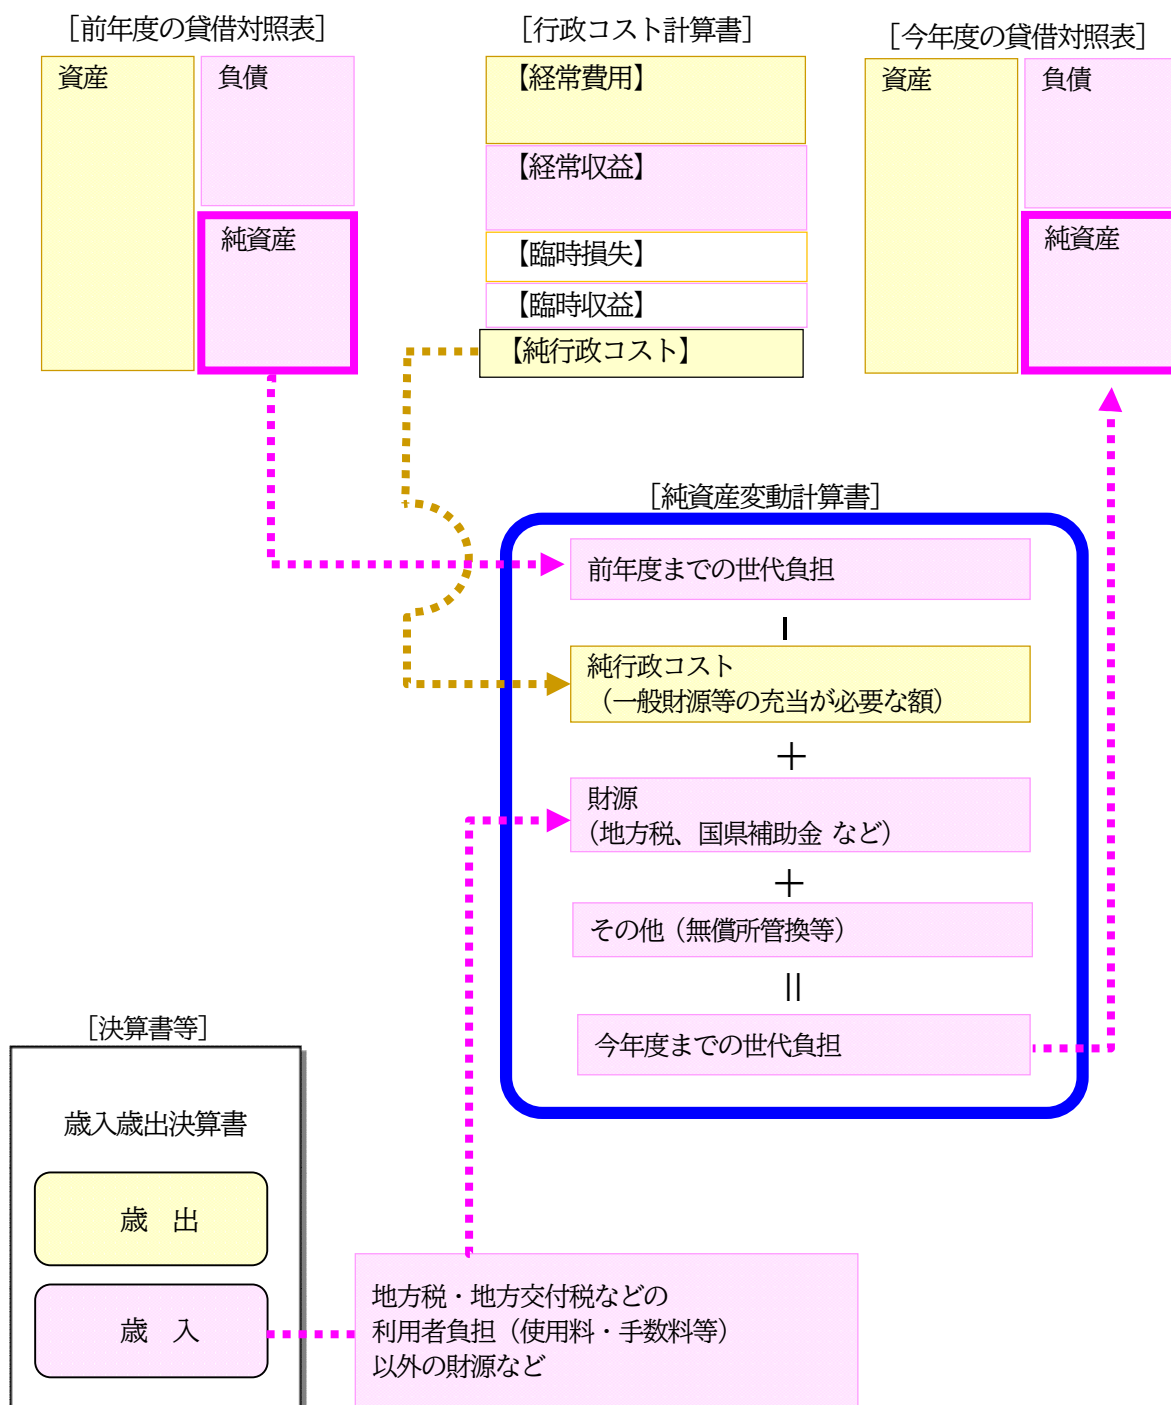 ［前年度の貸借対照表］
［行政コスト計算書］
［今年度の貸借対照表］
資産
負債
純資産
【経常費用】
【経常収益】
【臨時損失】
【臨時収益】
【純行政コスト】
資産
負債
純資産
［純資産変動計算書］
前年度までの世代負担
－
純行政コスト
（一般財源等の充当が必要な額）
＋
財源
（地方税、国県補助金 など）
＋
その他（無償所管換等）
＝
今年度までの世代負担
［決算書等］
歳入歳出決算書
歳　出
歳　入
地方税・地方交付税などの
利用者負担（使用料・手数料等）
以外の財源など